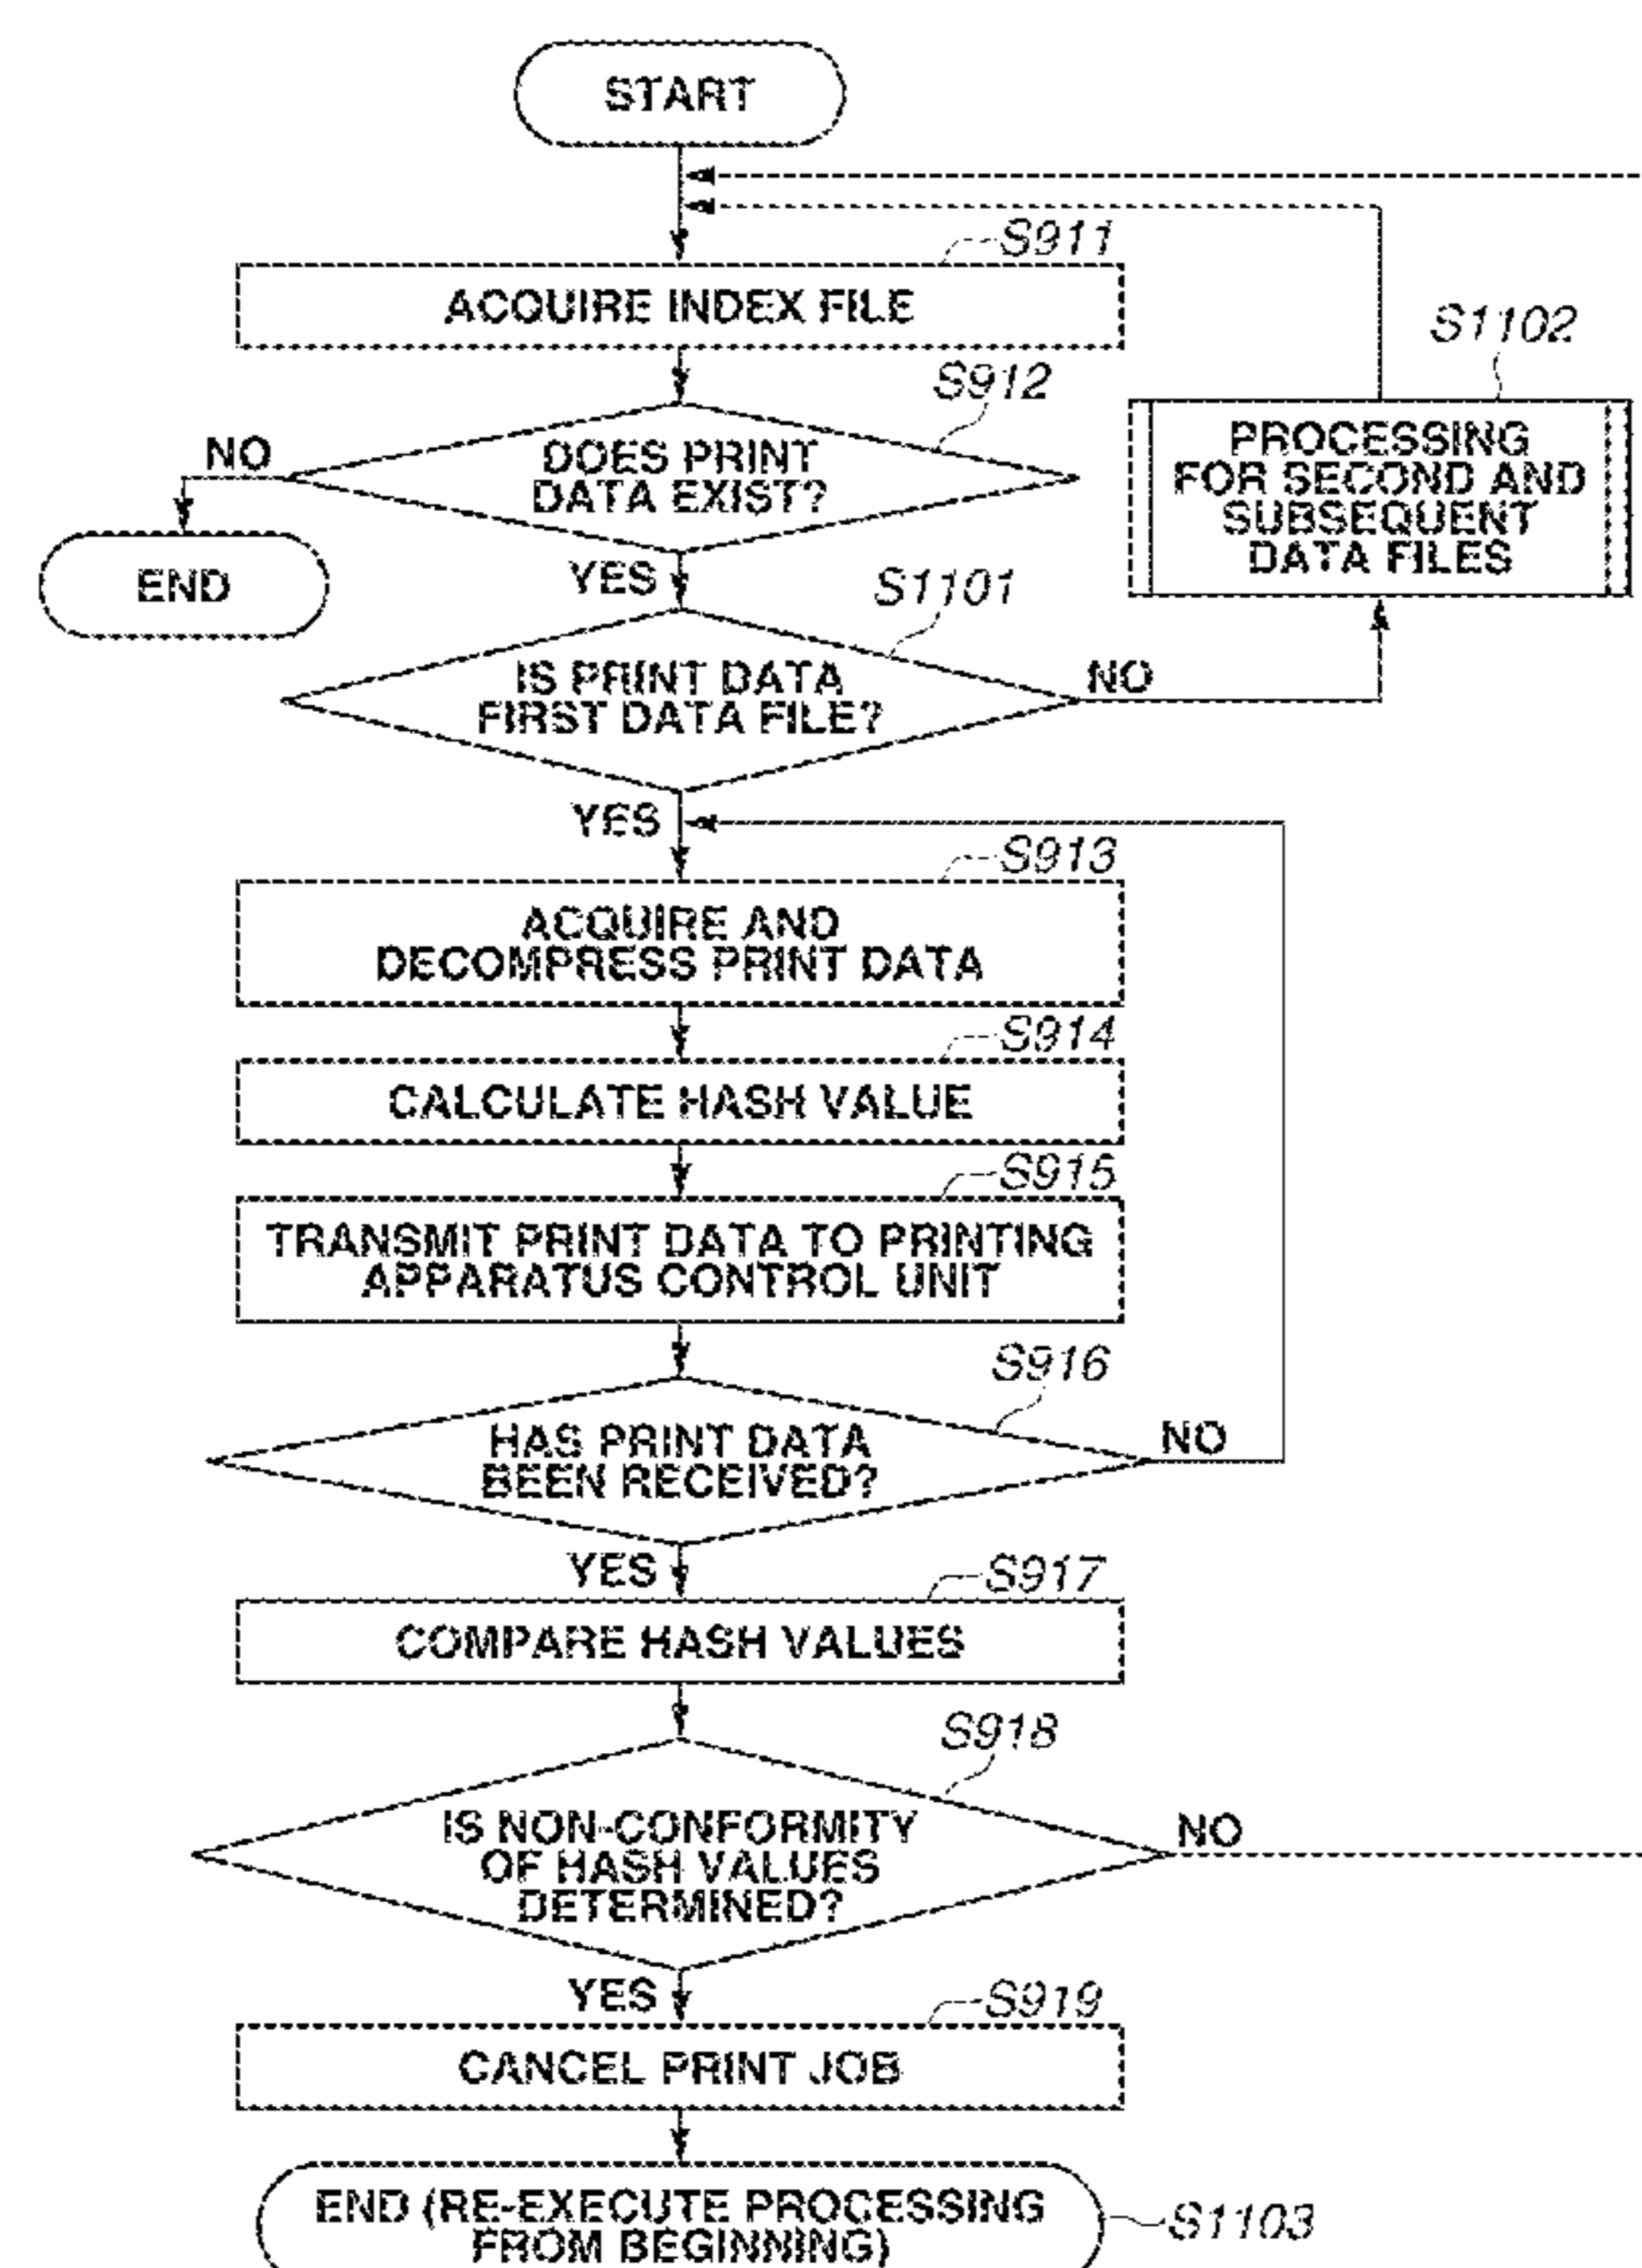 START
S911
ACQUIRE INDEX FILE
S1102
S912
PROCESSING
FOR SECOND AND
SUBSEQUENT
DATA FILES
NO
DOES PRINT
DATA EXIST?
END
YES
S1101
IS PRINT DATA
FIRST DATA FILE?
NO
YES
S913
ACQUIRE AND
DECOMPRESS PRINT DATA
S914
CALCULATE HASH VALUE
S915
TRANSMIT PRINT DATA TO PRINTING
APPARATUS CONTROL UNIT
S916
HAS PRINT DATA
BEEN RECEIVED?
NO
YES
S917
COMPARE HASH VALUES
S918
IS NON-CONFORMITY
OF HASH VALUES
DETERMINED?
NO
YES
S919
CANCEL PRINT JOB
END (RE-EXECUTE PROCESSING
FROM BEGINNING)
S1103